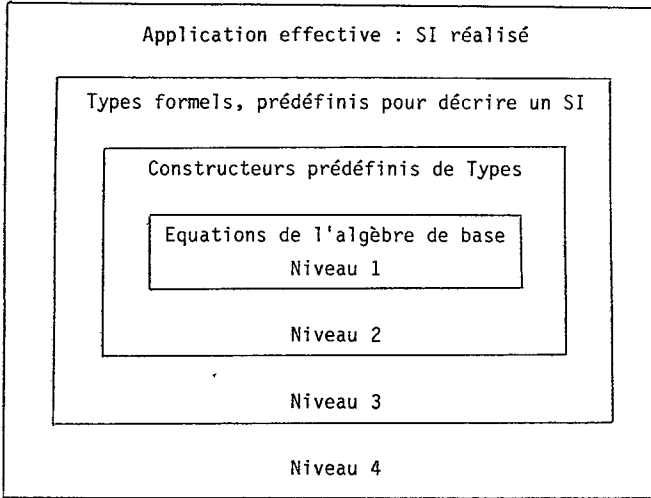 Application effective : SI réalisé
Types formels, prédéfinis pour décrire un SI
Constructeurs prédéfinis de Types
Equations de l'algèbre de base
Niveau 1
Niveau 2
Niveau 3
Niveau 4